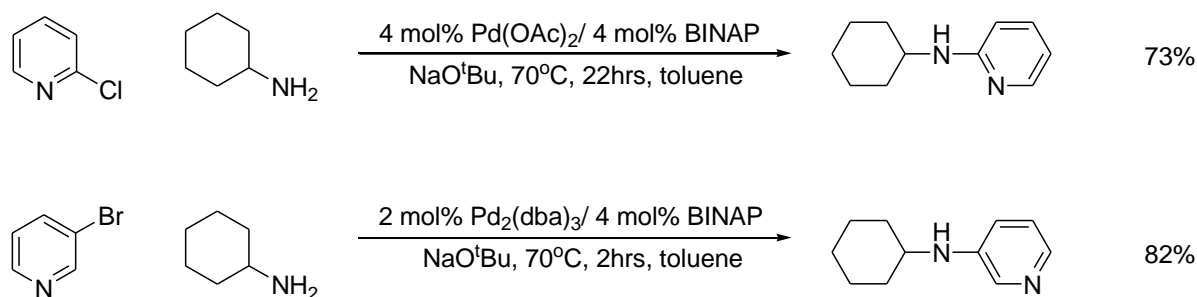 4 mol% Pd(OAc)2/ 4 mol% BINAP
NaOtBu, 70oC, 22hrs, toluene
N
Cl
NH2
H
N
N
73%
2 mol% Pd2(dba)3/ 4 mol% BINAP
NaOtBu, 70oC, 2hrs, toluene
Br
N
NH2
H
N
N
82%